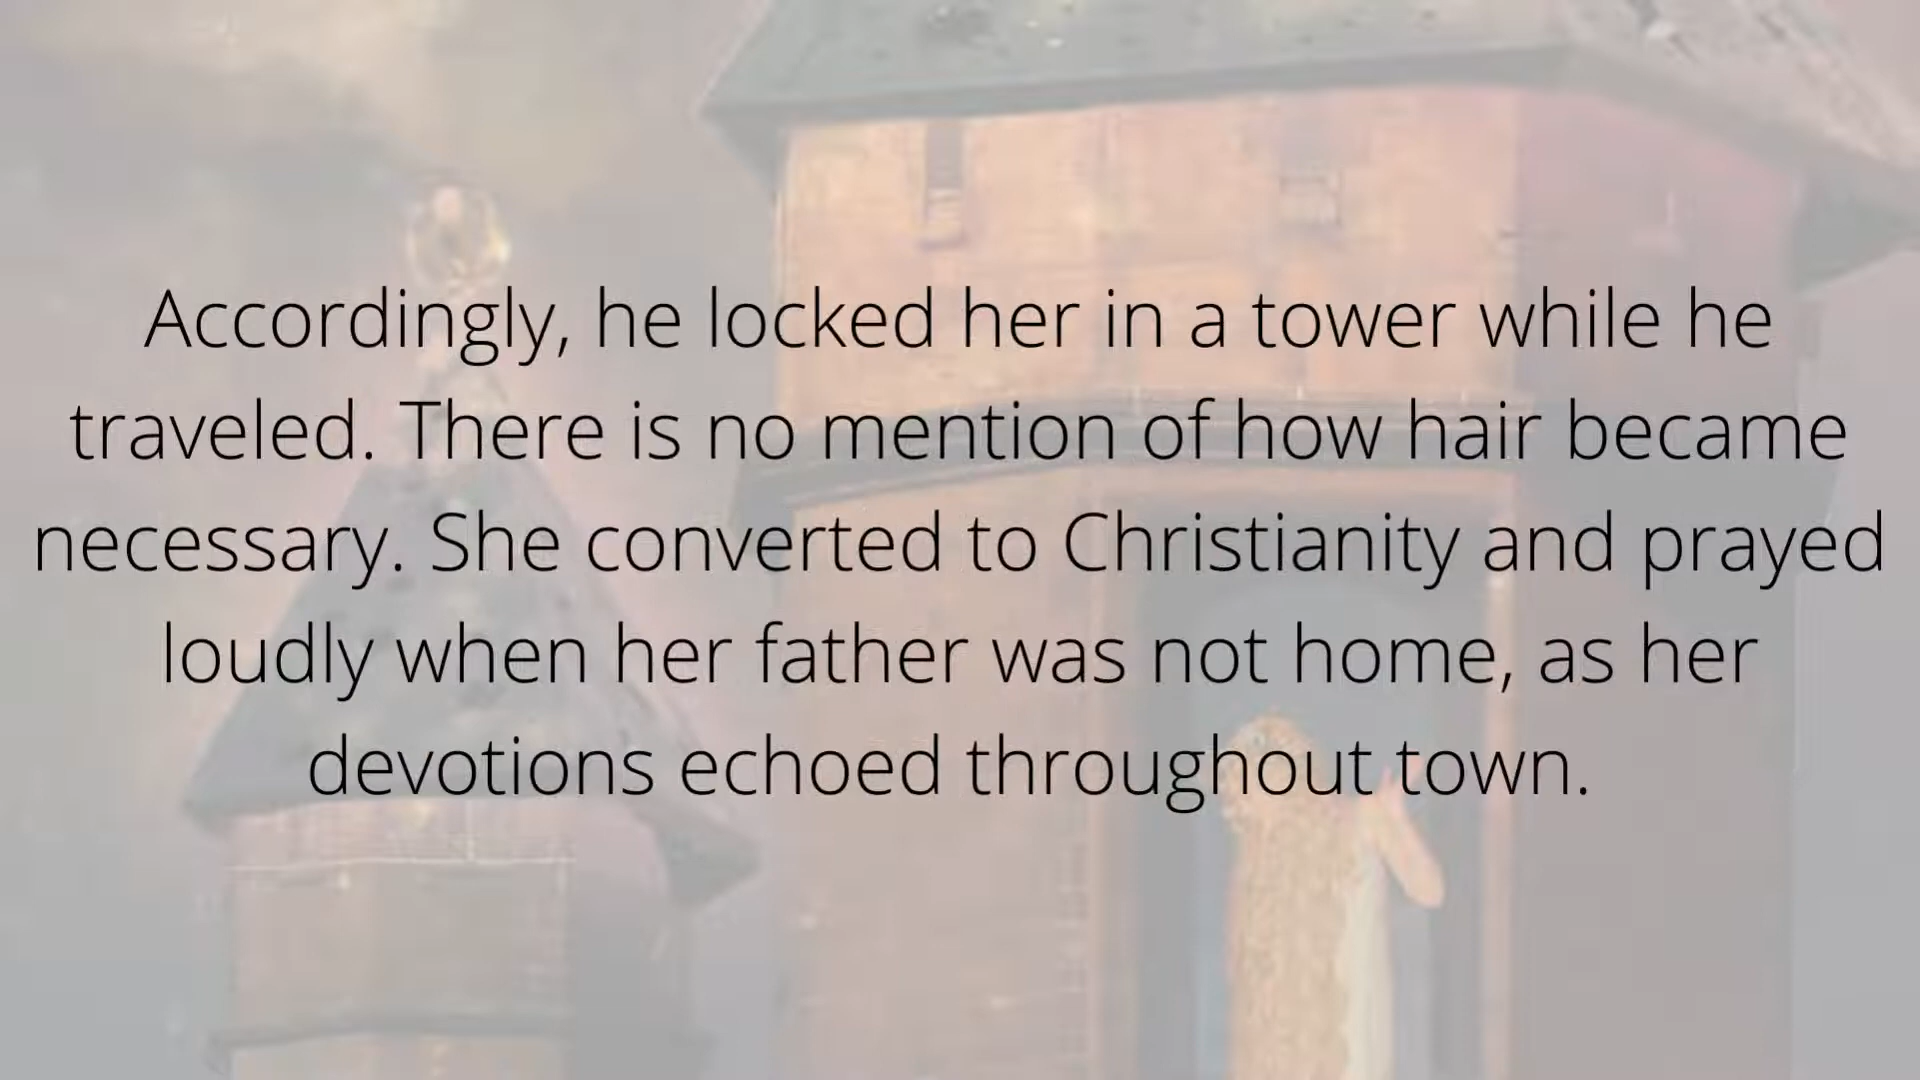 Accordingly, he locked her in a tower while he
traveled. There is no mention of how hair became
necessary. She converted to Christianity and prayed
loudly when her father was not home, as her
devotions echoed throughout town.